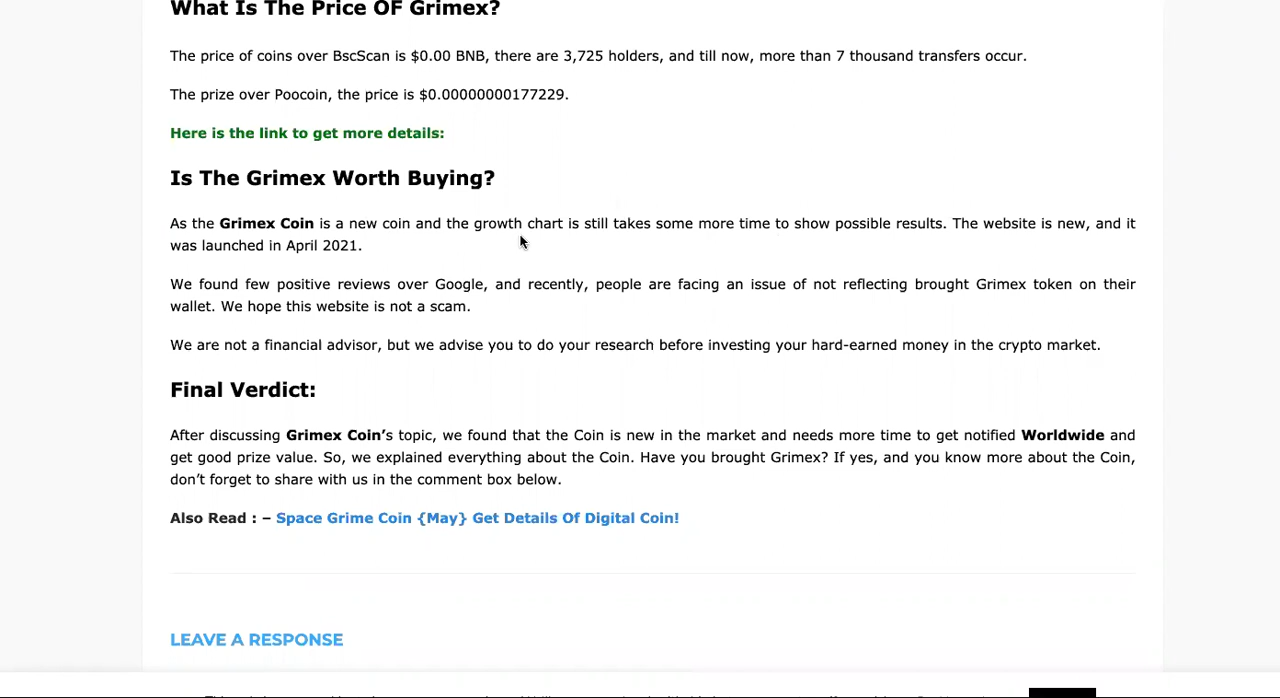 What Is The Price OF Grimex?
The price of coins over BscScan is $0.00 BNB, there are 3,725 holders, and till now, more than 7 thousand transfers occur.
The prize over Poocoin, the price is $0.00000000177229.
Here is the link to get more details:
Is The Grimex Worth Buying?
As the Grimex Coin is a new coin and the growth chart is still takes some more time to show possible results. The website is new, and it
was launched in April 2021.
We found few positive reviews over Google, and recently, people are facing an issue of not reflecting brought Grimex token on their
wallet. We hope this website is not a scam.
We are not a financial advisor, but we advise you to do your research before investing your hard-earned money in the crypto market.
Final Verdict:
After discussing Grimex Coin’s topic, we found that the Coin is new in the market and needs more time to get notified Worldwide and
get good prize value. So, we explained everything about the Coin. Have you brought Grimex? If yes, and you know more about the Coin,
don’t forget to share with us in the comment box below.
Also Read : – Space Grime Coin {May} Get Details Of Digital Coin!
LEAVE A RESPONSE